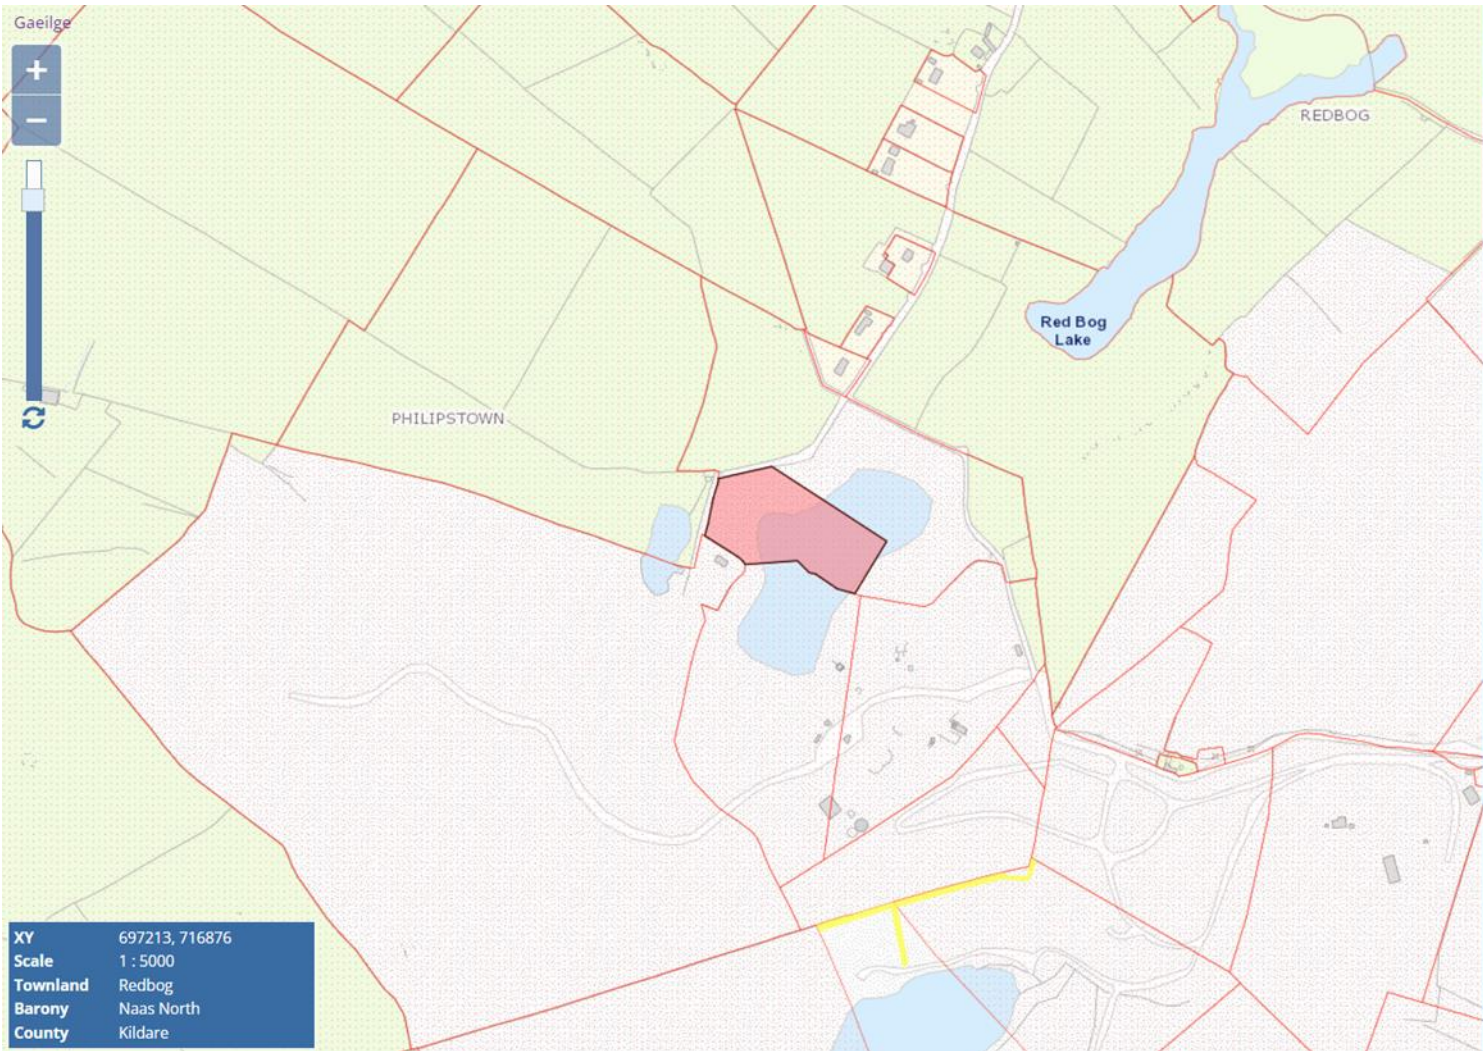 Gaeilge
+
−
REDBOG
Red Bog
Lake
PHILIPSTOWN
XY 697213, 716876
Scale 1 : 5000
Townland Redbog
Barony Naas North
County Kildare